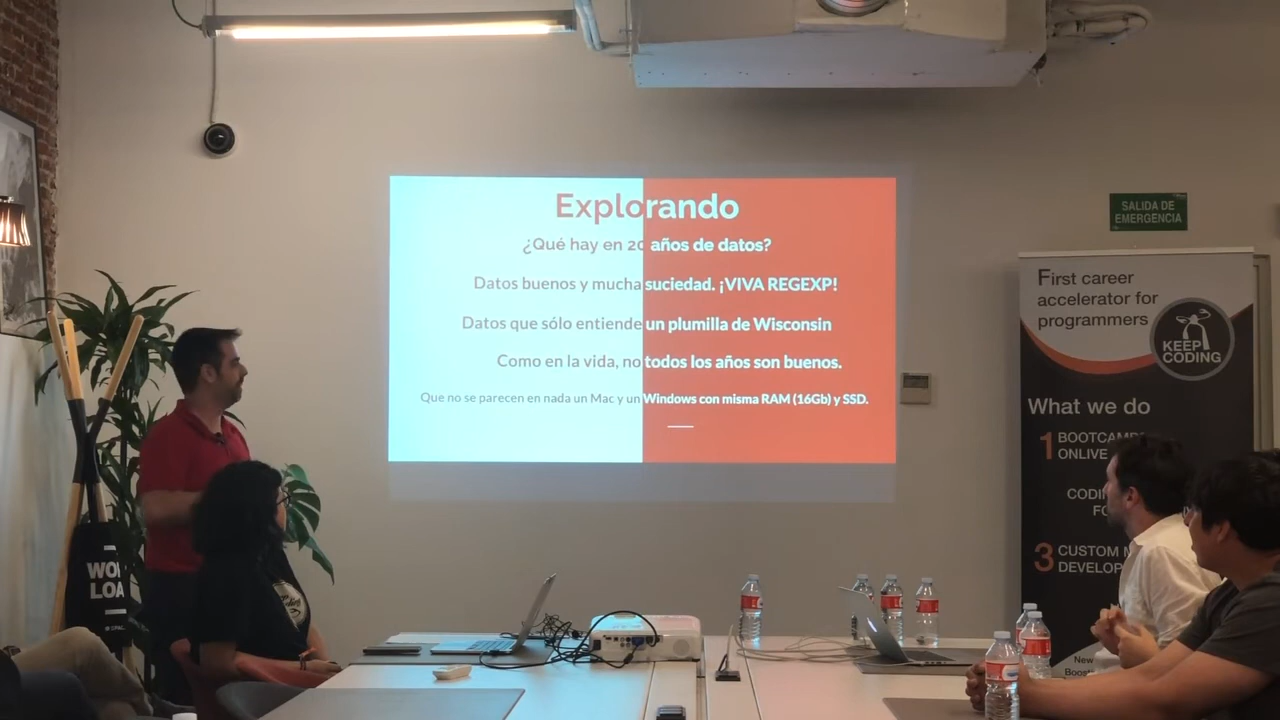 Explorando
¿Qué hay en 20 años de datos?
Datos buenos y mucha suciedad. ¡VIVA REGEXP!
Datos que sólo entiende un plumilla de Wisconsin
Como en la vida, no todos los años son buenos.
Que no se parecen en nada un Mac y un Windows con misma RAM (16Gb) y SSD.
SALIDA DE
EMERGENCIA
First career
accelerator for
programmers
KEEP
CODING
What we do
1 BOOTCAMPS
ONLIVE
3 CUSTOM
DEVELOP
New